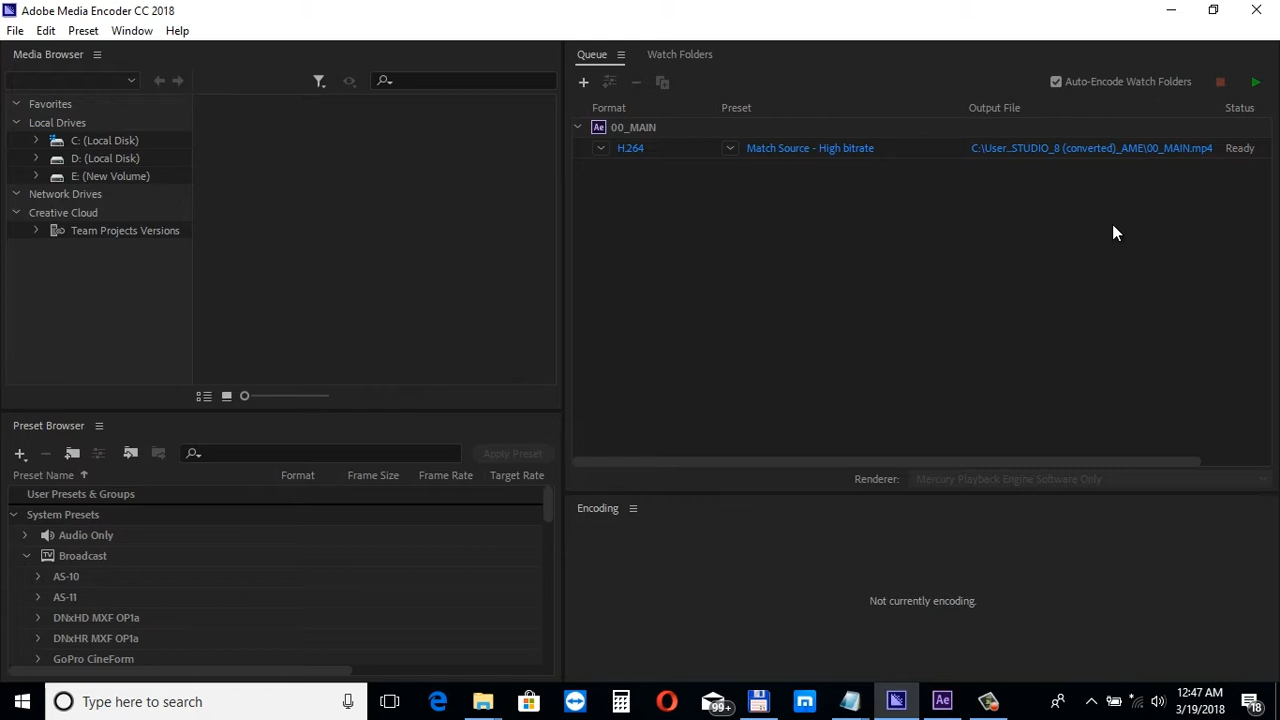 Adobe Media Encoder CC 2018
File Edit Preset Window Help
Media Browser
Favorites
Local Drives
C: (Local Disk)
D: (Local Disk)
E: (New Volume)
Network Drives
Creative Cloud
Team Projects Versions
Queue Watch Folders
Auto-Encode Watch Folders
Format Preset Output File Status
Ae 00_MAIN
H.264 Match Source - High bitrate C:\User...STUDIO_8 (converted)_AME\00_MAIN.mp4 Ready
Renderer: Mercury Playback Engine Software Only
Preset Browser
Apply Preset
Preset Name Format Frame Size Frame Rate Target Rate
User Presets & Groups
System Presets
Audio Only
TV Broadcast
AS-10
AS-11
DNxHD MXF OP1a
DNxHR MXF OP1a
GoPro CineForm
Encoding
Not currently encoding.
Type here to search
99+
Ae
12:47 AM
3/19/2018
18